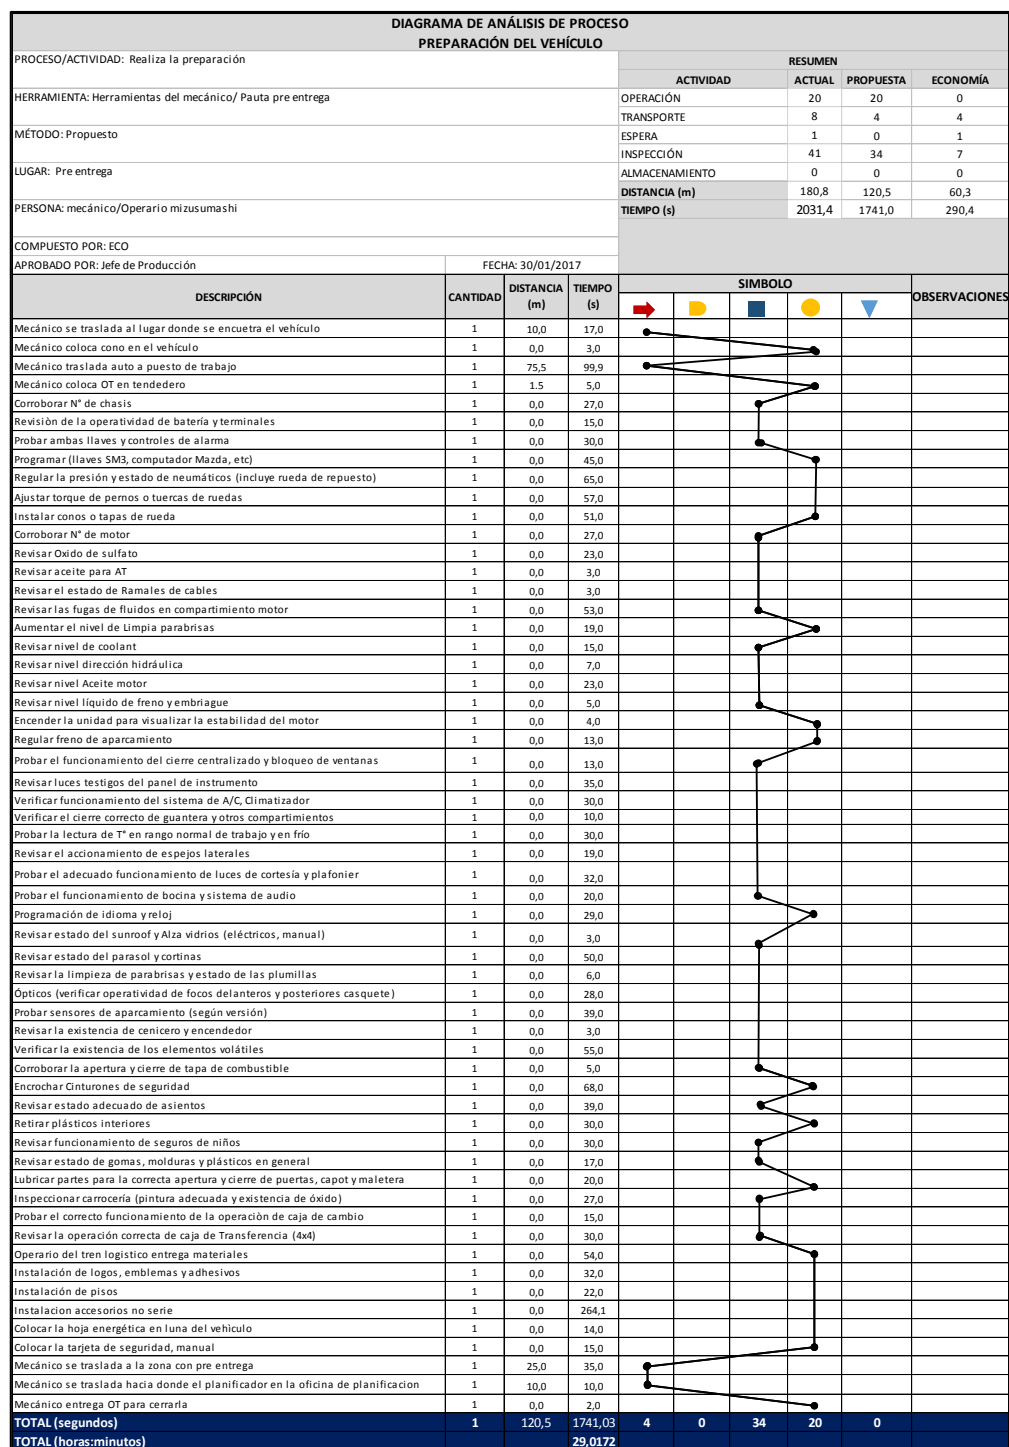 DIAGRAMA DE ANÁLISIS DE PROCESO
PREPARACIÓN DEL VEHÍCULO
PROCESO/ACTIVIDAD: Realiza la preparación
HERRAMIENTA: Herramientas del mecánico/ Pauta pre entrega
MÉTODO: Propuesto
LUGAR: Pre entrega
PERSONA: mecánico/Operario mizusumashi
COMPUESTO POR: ECO
APROBADO POR: Jefe de Producción FECHA: 30/01/2017
RESUMEN
ACTIVIDAD ACTUAL PROPUESTA ECONOMÍA
OPERACIÓN 20 20 0
TRANSPORTE 8 4 4
ESPERA 1 0 1
INSPECCIÓN 41 34 7
ALMACENAMIENTO 0 0 0
DISTANCIA (m) 180,8 120,5 60,3
TIEMPO (s) 2031,4 1741,0 290,4
DESCRIPCIÓN CANTIDAD DISTANCIA (m) TIEMPO (s) SIMBOLO OBSERVACIONES
Mecánico se traslada al lugar donde se encuetra el vehículo 1 10,0 17,0
Mecánico coloca cono en el vehículo 1 0,0 3,0
Mecánico traslada auto a puesto de trabajo 1 75,5 99,9
Mecánico coloca OT en tendedero 1 1.5 5,0
Corroborar N° de chasis 1 0,0 27,0
Revisiòn de la operatividad de batería y terminales 1 0,0 15,0
Probar ambas llaves y controles de alarma 1 0,0 30,0
Programar (llaves SM3, computador Mazda, etc) 1 0,0 45,0
Regular la presión y estado de neumáticos (incluye rueda de repuesto) 1 0,0 65,0
Ajustar torque de pernos o tuercas de ruedas 1 0,0 57,0
Instalar conos o tapas de rueda 1 0,0 51,0
Corroborar N° de motor 1 0,0 27,0
Revisar Oxido de sulfato 1 0,0 23,0
Revisar aceite para AT 1 0,0 3,0
Revisar el estado de Ramales de cables 1 0,0 3,0
Revisar las fugas de fluidos en compartimiento motor 1 0,0 53,0
Aumentar el nivel de Limpia parabrisas 1 0,0 19,0
Revisar nivel de coolant 1 0,0 15,0
Revisar nivel dirección hidráulica 1 0,0 7,0
Revisar nivel Aceite motor 1 0,0 23,0
Revisar nivel líquido de freno y embriague 1 0,0 5,0
Encender la unidad para visualizar la estabilidad del motor 1 0,0 4,0
Regular freno de aparcamiento 1 0,0 13,0
Probar el funcionamiento del cierre centralizado y bloqueo de ventanas 1 0,0 13,0
Revisar luces testigos del panel de instrumento 1 0,0 35,0
Verificar funcionamiento del sistema de A/C, Climatizador 1 0,0 30,0
Verificar el cierre correcto de guantera y otros compartimientos 1 0,0 10,0
Probar la lectura de T° en rango normal de trabajo y en frío 1 0,0 30,0
Revisar el accionamiento de espejos laterales 1 0,0 19,0
Probar el adecuado funcionamiento de luces de cortesía y plafonier 1 0,0 32,0
Probar el funcionamiento de bocina y sistema de audio 1 0,0 20,0
Programación de idioma y reloj 1 0,0 29,0
Revisar estado del sunroof y Alza vidrios (eléctricos, manual) 1 0,0 3,0
Revisar estado del parasol y cortinas 1 0,0 50,0
Revisar la limpieza de parabrisas y estado de las plumillas 1 0,0 6,0
Ópticos (verificar operatividad de focos delanteros y posteriores casquete) 1 0,0 28,0
Probar sensores de aparcamiento (según versión) 1 0,0 39,0
Revisar la existencia de cenicero y encendedor 1 0,0 3,0
Verificar la existencia de los elementos volátiles 1 0,0 55,0
Corroborar la apertura y cierre de tapa de combustible 1 0,0 5,0
Encrochar Cinturones de seguridad 1 0,0 68,0
Revisar estado adecuado de asientos 1 0,0 39,0
Retirar plásticos interiores 1 0,0 30,0
Revisar funcionamiento de seguros de niños 1 0,0 30,0
Revisar estado de gomas, molduras y plásticos en general 1 0,0 17,0
Lubricar partes para la correcta apertura y cierre de puertas, capot y maletera 1 0,0 20,0
Inspeccionar carrocería (pintura adecuada y existencia de óxido) 1 0,0 27,0
Probar el correcto funcionamiento de la operaciòn de caja de cambio 1 0,0 15,0
Revisar la operación correcta de caja de Transferencia (4x4) 1 0,0 30,0
Operario del tren logistico entrega materiales 1 0,0 54,0
Instalación de logos, emblemas y adhesivos 1 0,0 32,0
Instalación de pisos 1 0,0 22,0
Instalacion accesorios no serie 1 0,0 264,1
Colocar la hoja energética en luna del vehìculo 1 0,0 14,0
Colocar la tarjeta de seguridad, manual 1 0,0 15,0
Mecánico se traslada a la zona con pre entrega 1 25,0 35,0
Mecánico se traslada hacia donde el planificador en la oficina de planificacion 1 10,0 10,0
Mecánico entrega OT para cerrarla 1 0,0 2,0
TOTAL (segundos) 1 120,5 1741,03 4 0 34 20 0
TOTAL (horas:minutos) 29,0172